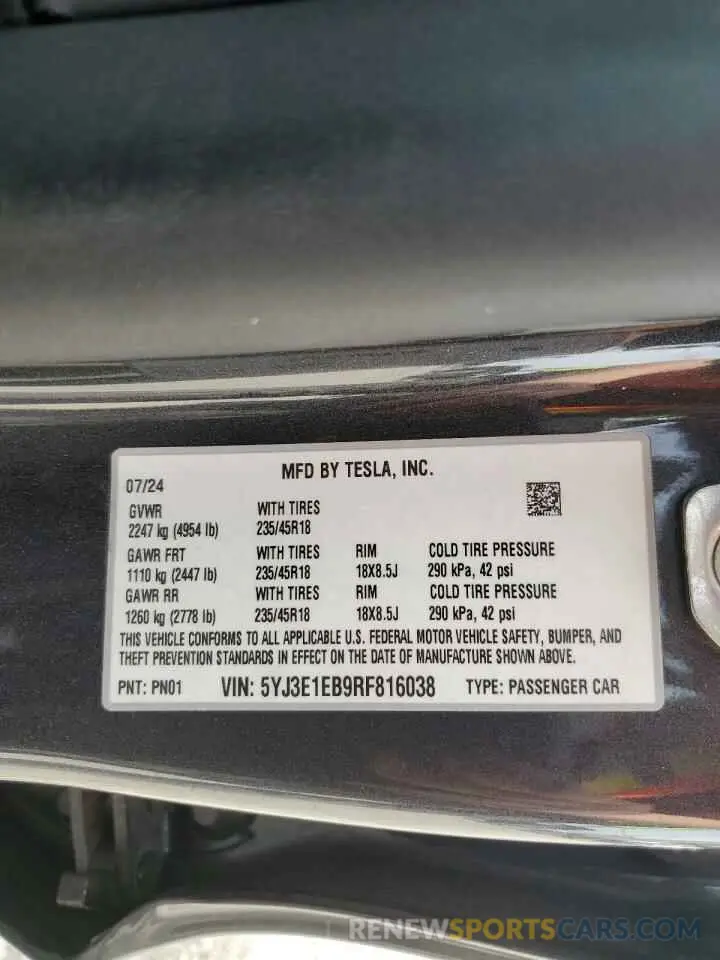 MFD BY TESLA, INC.
07/24
GVWR WITH TIRES
2247 kg (4954 lb) 235/45R18
GAWR FRT WITH TIRES RIM COLD TIRE PRESSURE
1110 kg (2447 lb) 235/45R18 18X8.5J 290 kPa, 42 psi
GAWR RR WITH TIRES RIM COLD TIRE PRESSURE
1260 kg (2778 lb) 235/45R18 18X8.5J 290 kPa, 42 psi
THIS VEHICLE CONFORMS TO ALL APPLICABLE U.S. FEDERAL MOTOR VEHICLE SAFETY, BUMPER, AND
THEFT PREVENTION STANDARDS IN EFFECT ON THE DATE OF MANUFACTURE SHOWN ABOVE.
PNT: PN01 VIN: 5YJ3E1EB9RF816038 TYPE: PASSENGER CAR
RENEWSPORTSCARS.COM